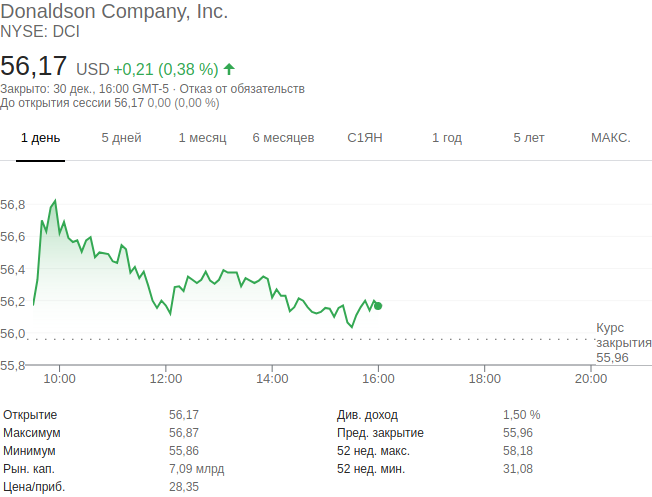 Donaldson Company, Inc.
NYSE: DCI
56,17 USD +0,21 (0,38 %)
Закрыто: 30 дек., 16:00 GMT-5 · Отказ от обязательств
До открытия сессии 56,17 0,00 (0,00 %)
1 день 5 дней 1 месяц 6 месяцев С1ЯН 1 год 5 лет МАКС.
56,8
56,6
56,4
56,2
56,0
Курс
закрытия
55,96
55,8
10:00 12:00 14:00 16:00 18:00 20:00
Открытие 56,17 Див. доход 1,50 %
Максимум 56,87 Пред. закрытие 55,96
Минимум 55,86 52 нед. макс. 58,18
Рын. кап. 7,09 млрд 52 нед. мин. 31,08
Цена/приб. 28,35